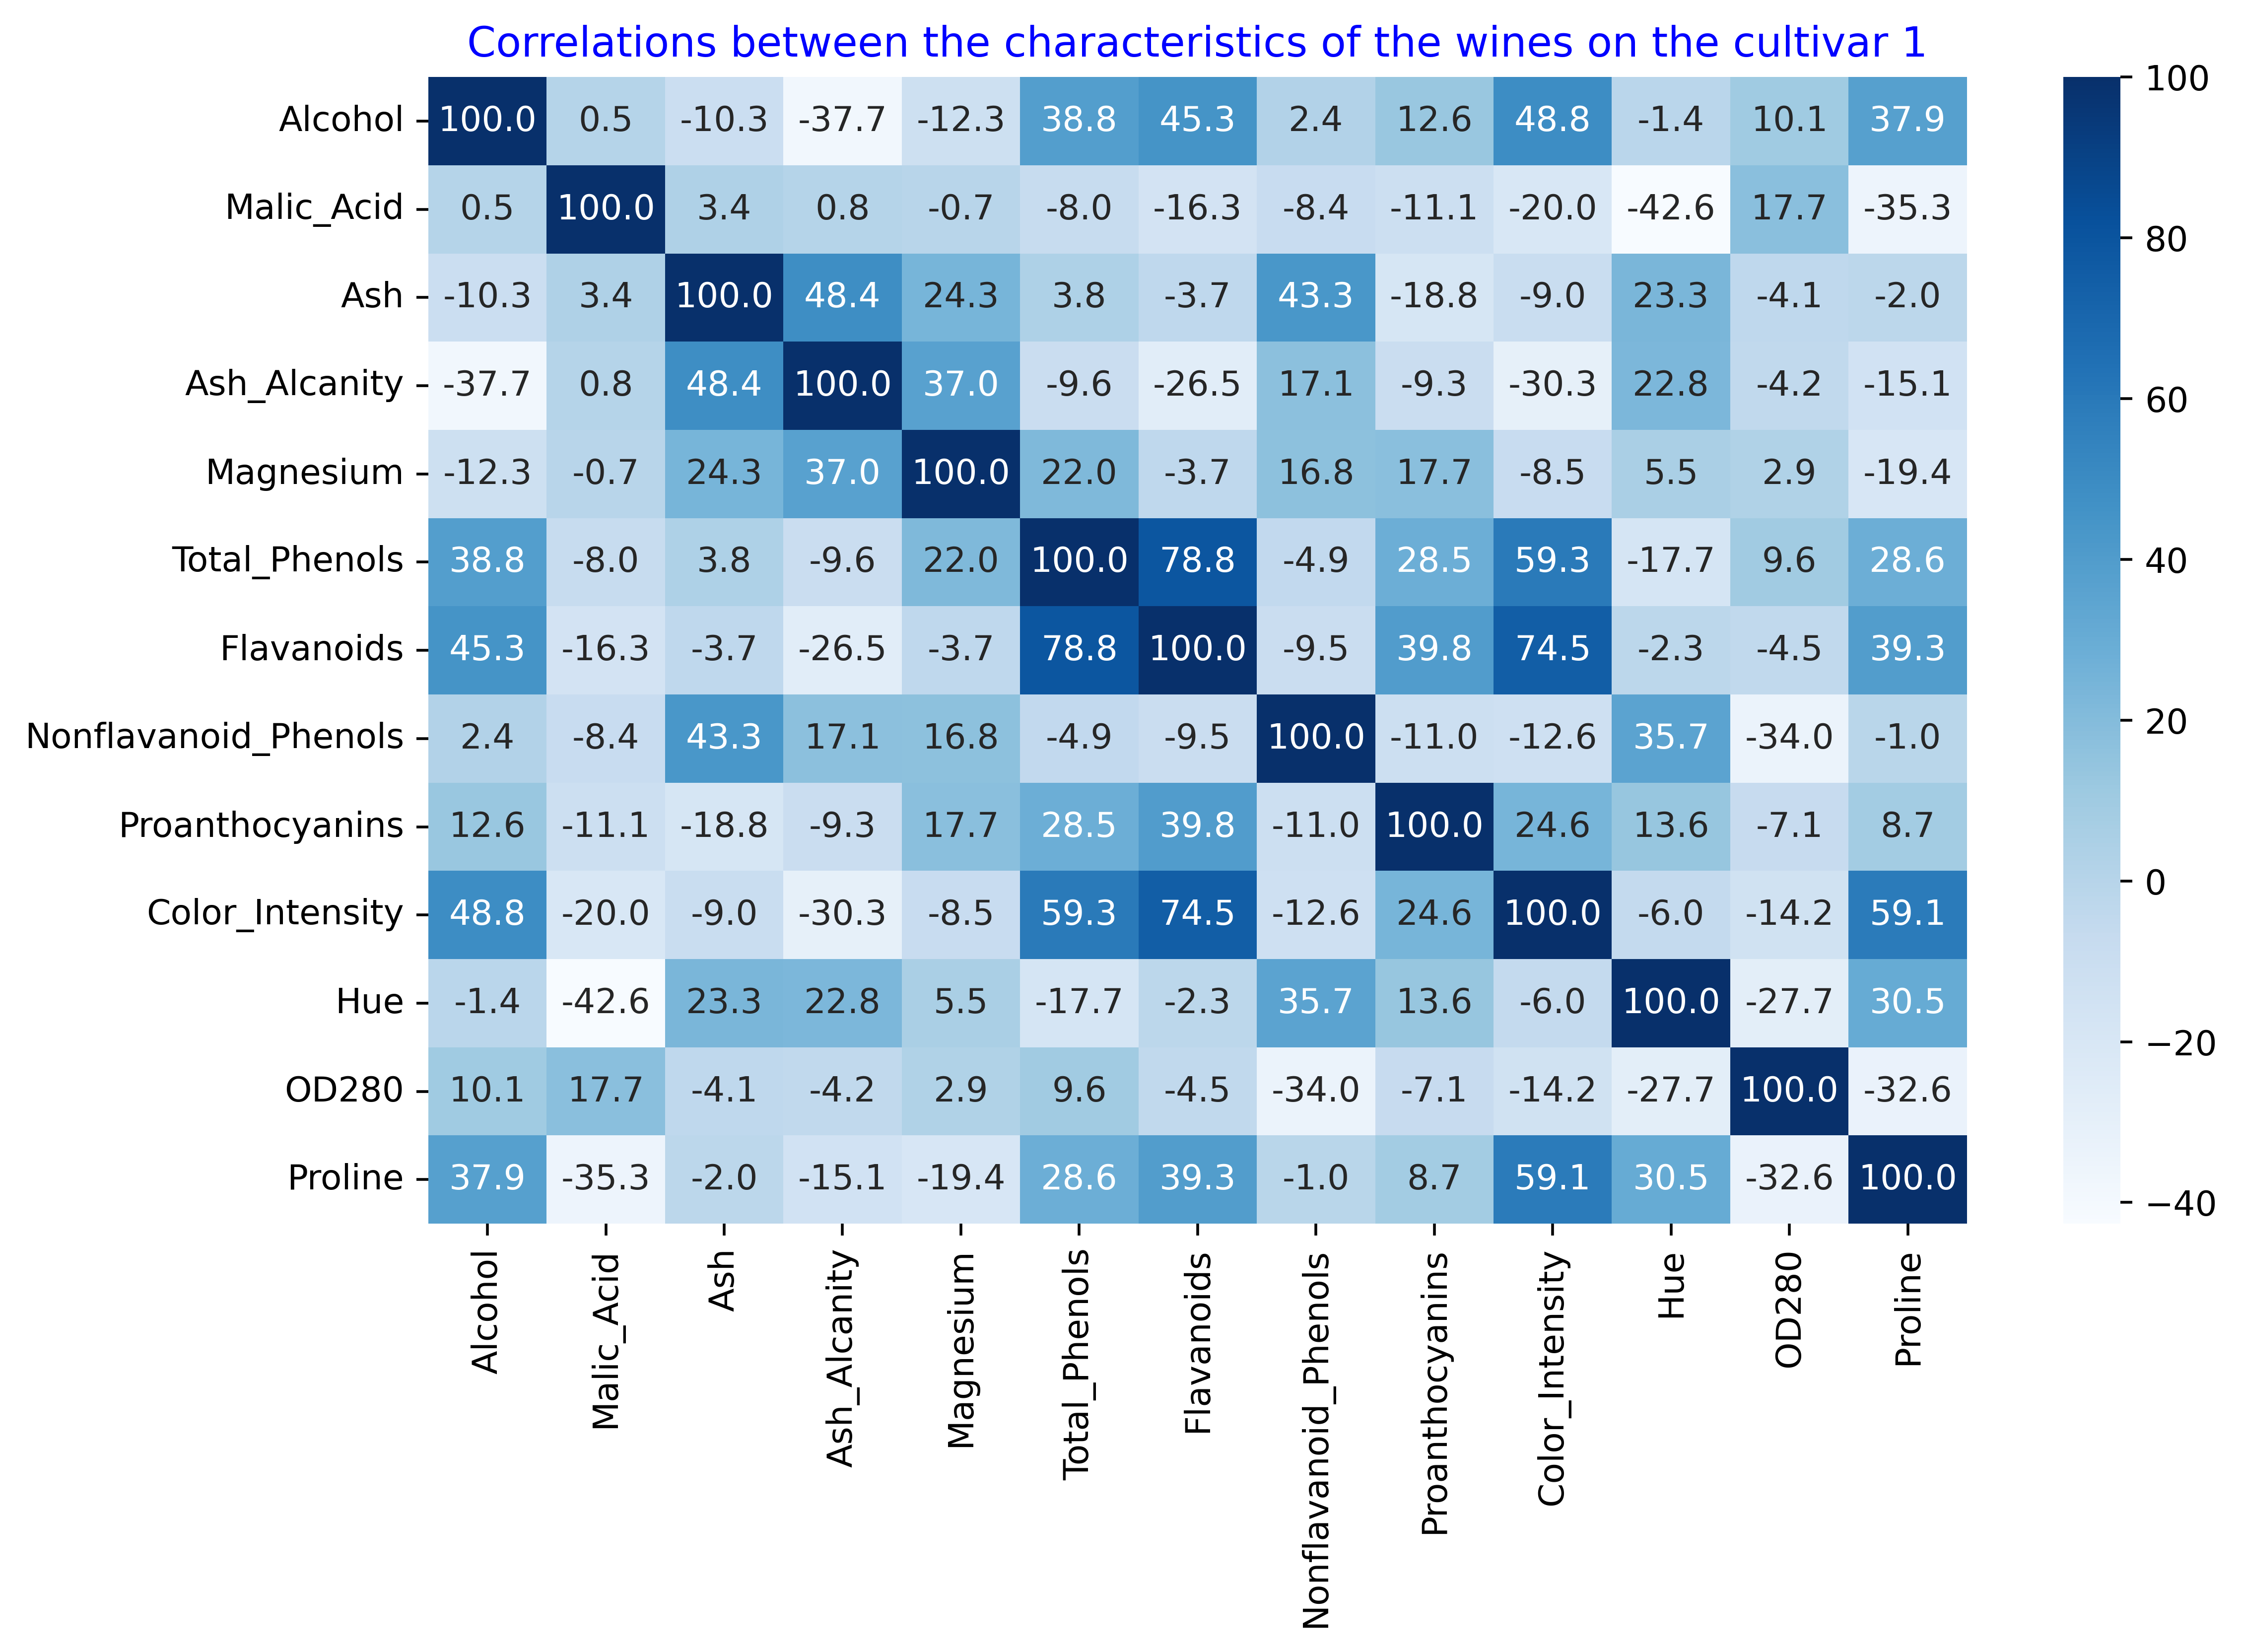 Correlations between the characteristics of the wines on the cultivar 1
Alcohol 100.0 0.5 -10.3 -37.7 -12.3 38.8 45.3 2.4 12.6 48.8 -1.4 10.1 37.9
Malic_Acid 0.5 100.0 3.4 0.8 -0.7 -8.0 -16.3 -8.4 -11.1 -20.0 -42.6 17.7 -35.3
Ash -10.3 3.4 100.0 48.4 24.3 3.8 -3.7 43.3 -18.8 -9.0 23.3 -4.1 -2.0
Ash_Alcanity -37.7 0.8 48.4 100.0 37.0 -9.6 -26.5 17.1 -9.3 -30.3 22.8 -4.2 -15.1
Magnesium -12.3 -0.7 24.3 37.0 100.0 22.0 -3.7 16.8 17.7 -8.5 5.5 2.9 -19.4
Total_Phenols 38.8 -8.0 3.8 -9.6 22.0 100.0 78.8 -4.9 28.5 59.3 -17.7 9.6 28.6
Flavanoids 45.3 -16.3 -3.7 -26.5 -3.7 78.8 100.0 -9.5 39.8 74.5 -2.3 -4.5 39.3
Nonflavanoid_Phenols 2.4 -8.4 43.3 17.1 16.8 -4.9 -9.5 100.0 -11.0 -12.6 35.7 -34.0 -1.0
Proanthocyanins 12.6 -11.1 -18.8 -9.3 17.7 28.5 39.8 -11.0 100.0 24.6 13.6 -7.1 8.7
Color_Intensity 48.8 -20.0 -9.0 -30.3 -8.5 59.3 74.5 -12.6 24.6 100.0 -6.0 -14.2 59.1
Hue -1.4 -42.6 23.3 22.8 5.5 -17.7 -2.3 35.7 13.6 -6.0 100.0 -27.7 30.5
OD280 10.1 17.7 -4.1 -4.2 2.9 9.6 -4.5 -34.0 -7.1 -14.2 -27.7 100.0 -32.6
Proline 37.9 -35.3 -2.0 -15.1 -19.4 28.6 39.3 -1.0 8.7 59.1 30.5 -32.6 100.0
Alcohol
Malic_Acid
Ash
Ash_Alcanity
Magnesium
Total_Phenols
Flavanoids
Nonflavanoid_Phenols
Proanthocyanins
Color_Intensity
Hue
OD280
Proline
100
80
60
40
20
0
−20
−40